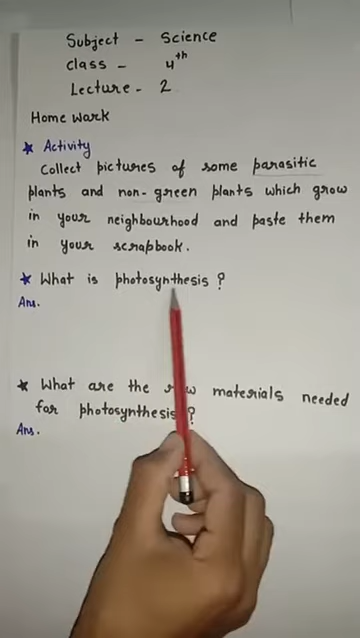 Subject - Science
class - 4th
Lecture - 2
Home Work
★ Activity
Collect pictures of some parasitic
plants and non-green plants which grow
in your neighbourhood and paste them
in your scrapbook.
★ What is photosynthesis ?
Ans.
★ What are the raw materials needed
for photosynthesis ?
Ans.